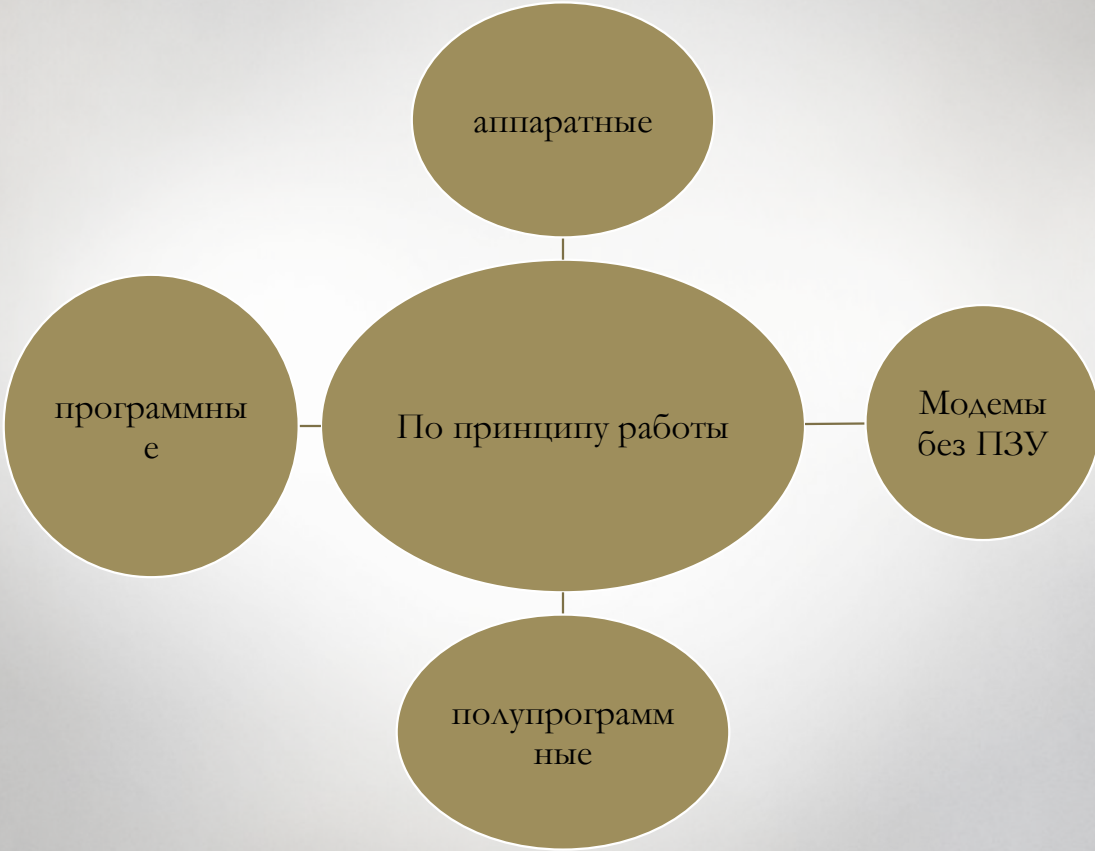 аппаратные
программны
е
По принципу работы
Модемы
без ПЗУ
полупрограмм
ные